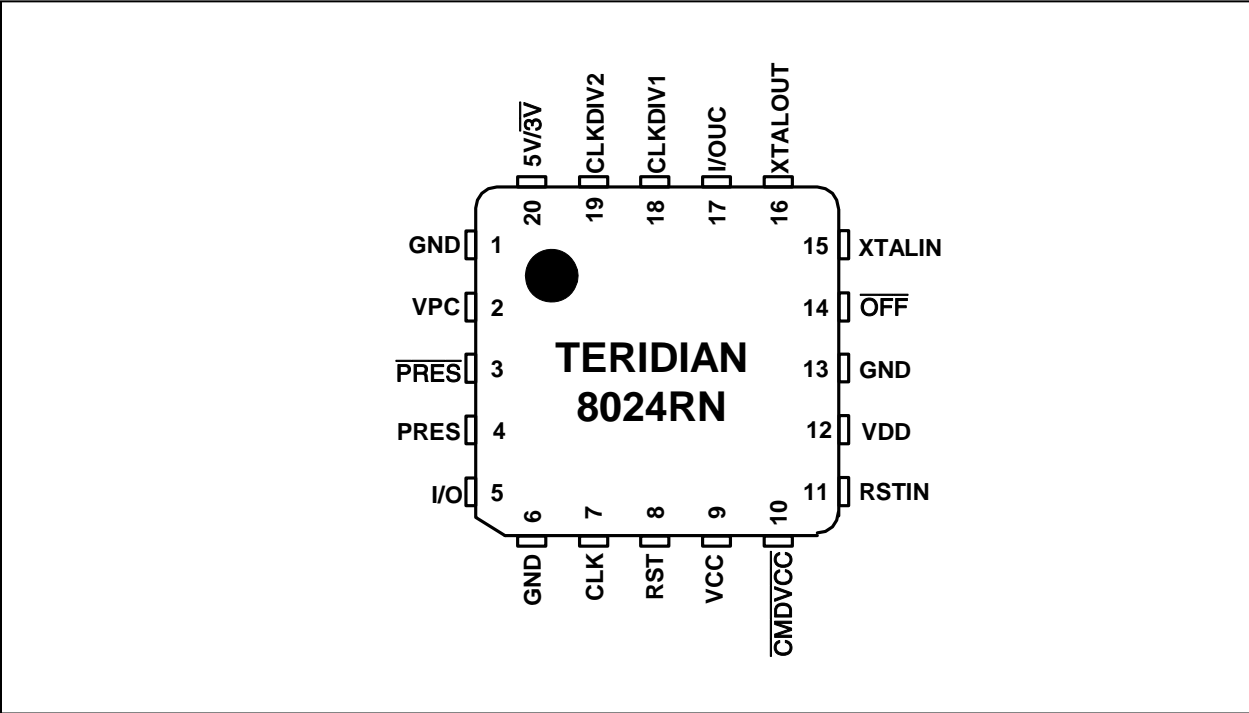 5V/3V
CLKDIV2
CLKDIV1
I/OUC
XTALOUT
20
19
18
17
16
GND 1
VPC 2
PRES 3
PRES 4
I/O 5
15 XTALIN
14 OFF
13 GND
12 VDD
11 RSTIN
TERIDIAN
8024RN
6
7
8
9
10
GND
CLK
RST
VCC
CMDVCC